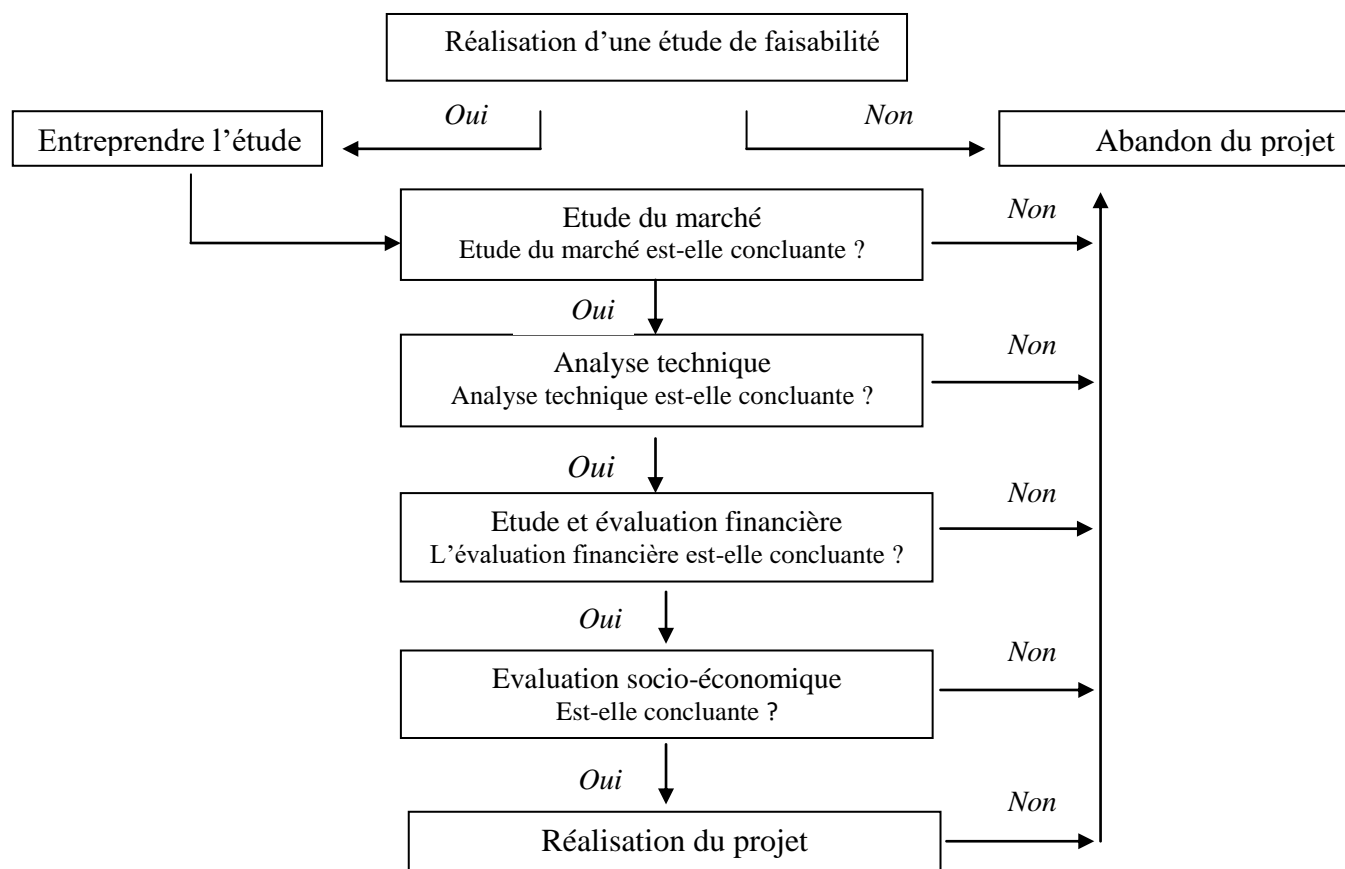 Réalisation d’une étude de faisabilité
Oui
Non
Entreprendre l’étude
Abandon du projet
Etude du marché
Etude du marché est-elle concluante ?
Non
Oui
Analyse technique
Analyse technique est-elle concluante ?
Non
Oui
Etude et évaluation financière
L’évaluation financière est-elle concluante ?
Non
Oui
Evaluation socio-économique
Est-elle concluante ?
Non
Oui
Réalisation du projet
Non